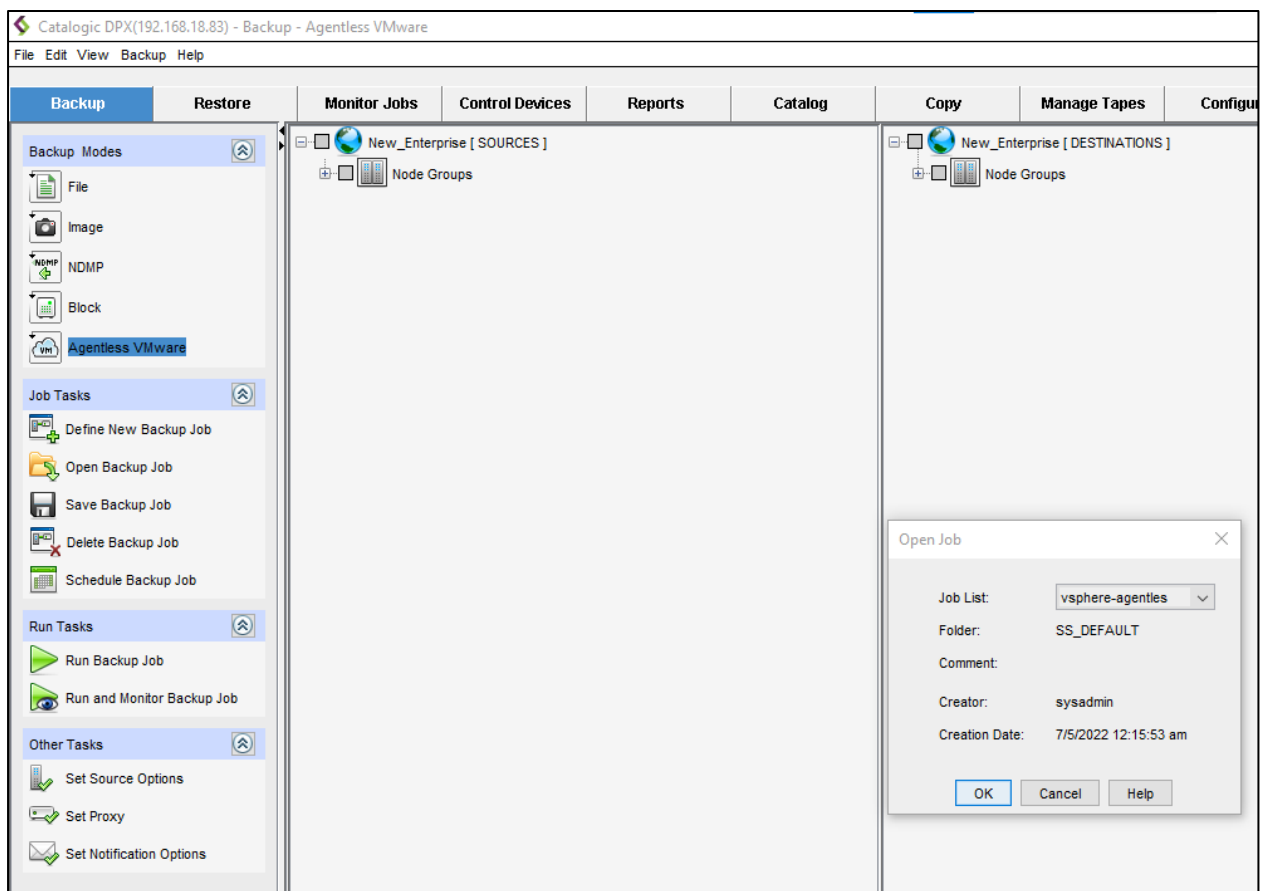 Catalogic DPX(192.168.18.83) - Backup - Agentless VMware
File Edit View Backup Help
Backup Restore Monitor Jobs Control Devices Reports Catalog Copy Manage Tapes Configu
Backup Modes
File
Image
NDMP
NDMP
Block
VM
Agentless VMware
Job Tasks
Define New Backup Job
Open Backup Job
Save Backup Job
Delete Backup Job
Schedule Backup Job
Run Tasks
Run Backup Job
Run and Monitor Backup Job
Other Tasks
Set Source Options
Set Proxy
Set Notification Options
New_Enterprise [ SOURCES ]
Node Groups
New_Enterprise [ DESTINATIONS ]
Node Groups
Open Job
Job List: vsphere-agentles
Folder: SS_DEFAULT
Comment:
Creator: sysadmin
Creation Date: 7/5/2022 12:15:53 am
OK Cancel Help